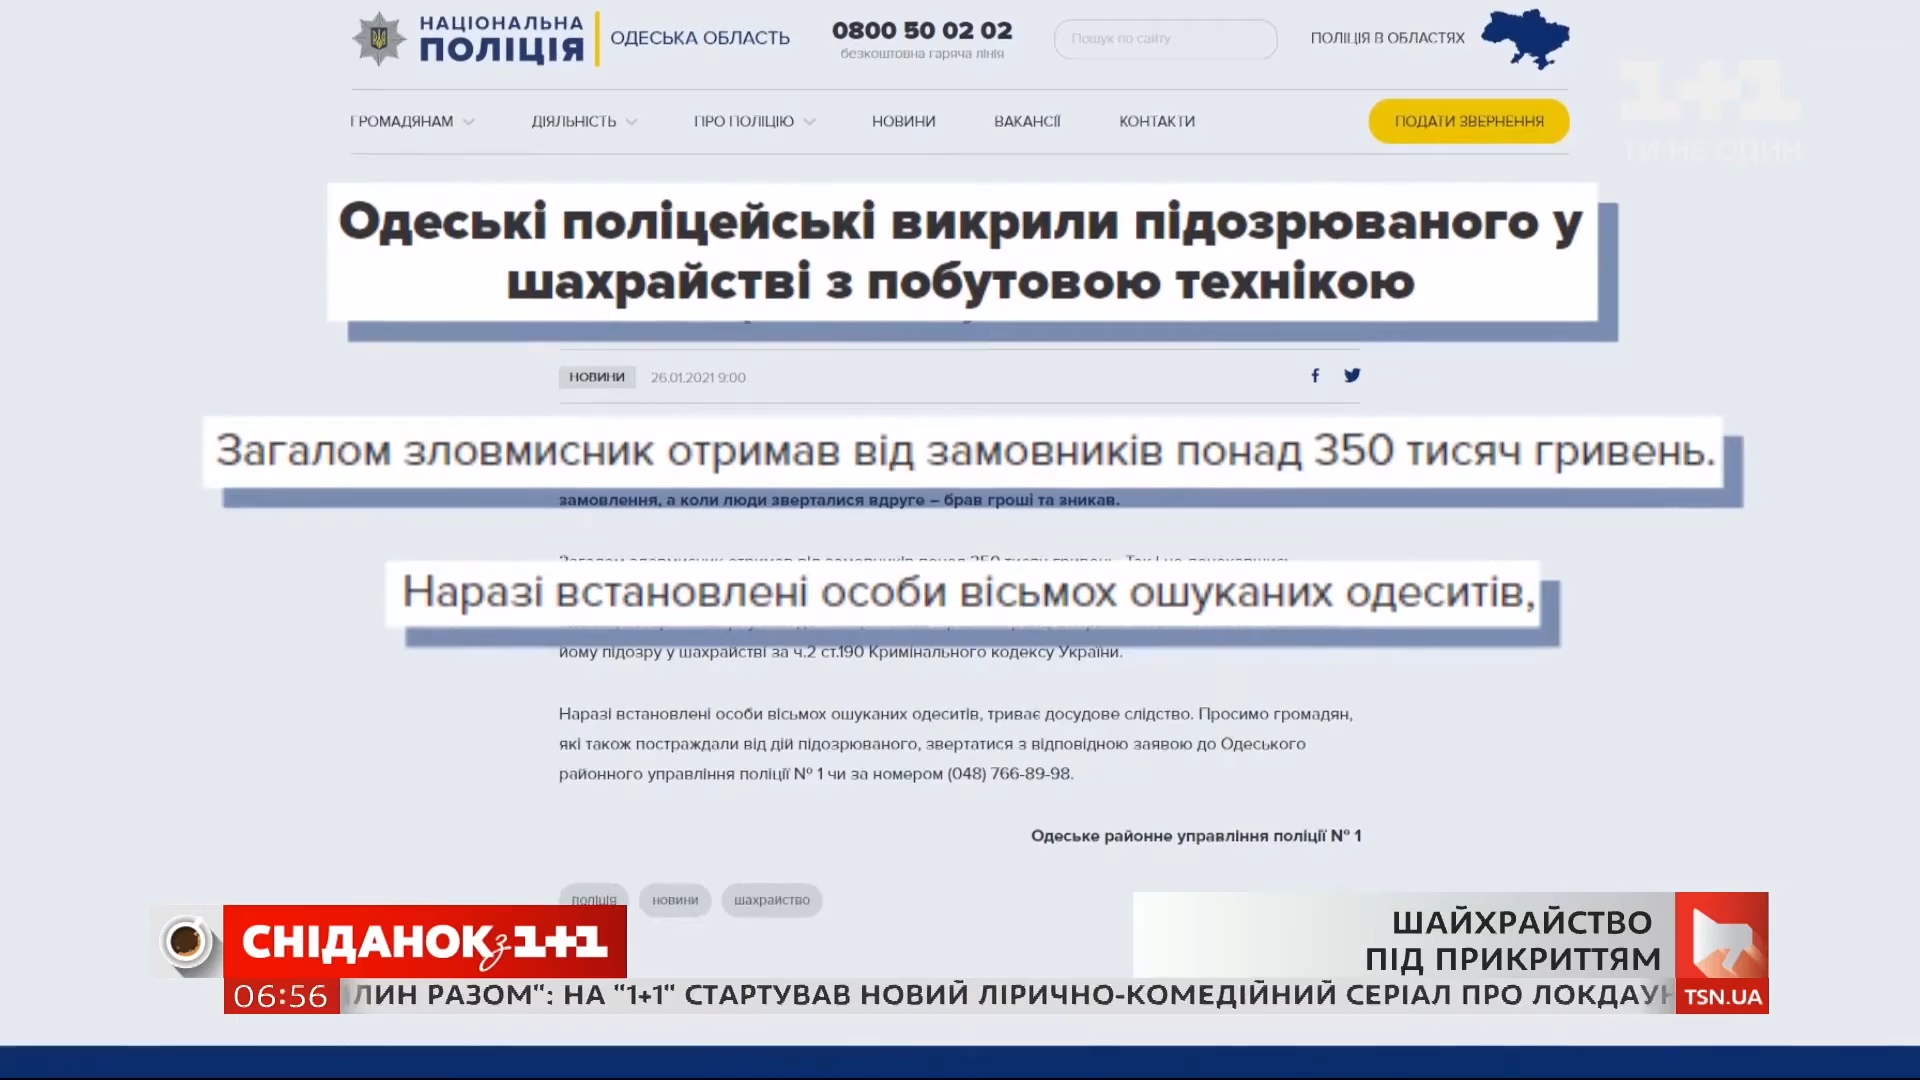 НАЦІОНАЛЬНА
ПОЛІЦІЯ
ОДЕСЬКА ОБЛАСТЬ
0800 50 02 02
безкоштовна гаряча лінія
Пошук по сайту
ПОЛІЦІЯ В ОБЛАСТЯХ
1+1
ТИ НЕ ОДИН
ГРОМАДЯНАМ
ДІЯЛЬНІСТЬ
ПРО ПОЛІЦІЮ
НОВИНИ
ВАКАНСІЇ
КОНТАКТИ
ПОДАТИ ЗВЕРНЕННЯ
Одеські поліцейські викрили підозрюваного у
шахрайстві з побутовою технікою
НОВИНИ
26.01.2021 9:00
Загалом зловмисник отримав від замовників понад 350 тисяч гривень.
замовлення, а коли люди зверталися вдруге – брав гроші та зникав.
Наразі встановлені особи вісьмох ошуканих одеситів,
йому підозру у шахрайстві за ч.2 ст.190 Кримінального кодексу України.
Наразі встановлені особи вісьмох ошуканих одеситів, триває досудове слідство. Просимо громадян,
які також постраждали від дій підозрюваного, звертатися з відповідною заявою до Одеського
районного управління поліції № 1 чи за номером (048) 766-89-98.
Одеське районне управління поліції № 1
поліція
новини
шахрайство
СНІДАНОК з 1+1
ШАЙХРАЙСТВО
ПІД ПРИКРИТТЯМ
06:56
ЛИН РАЗОМ": НА "1+1" СТАРТУВАВ НОВИЙ ЛІРИЧНО-КОМЕДІЙНИЙ СЕРІАЛ ПРО ЛОКДАУН
TSN.UA